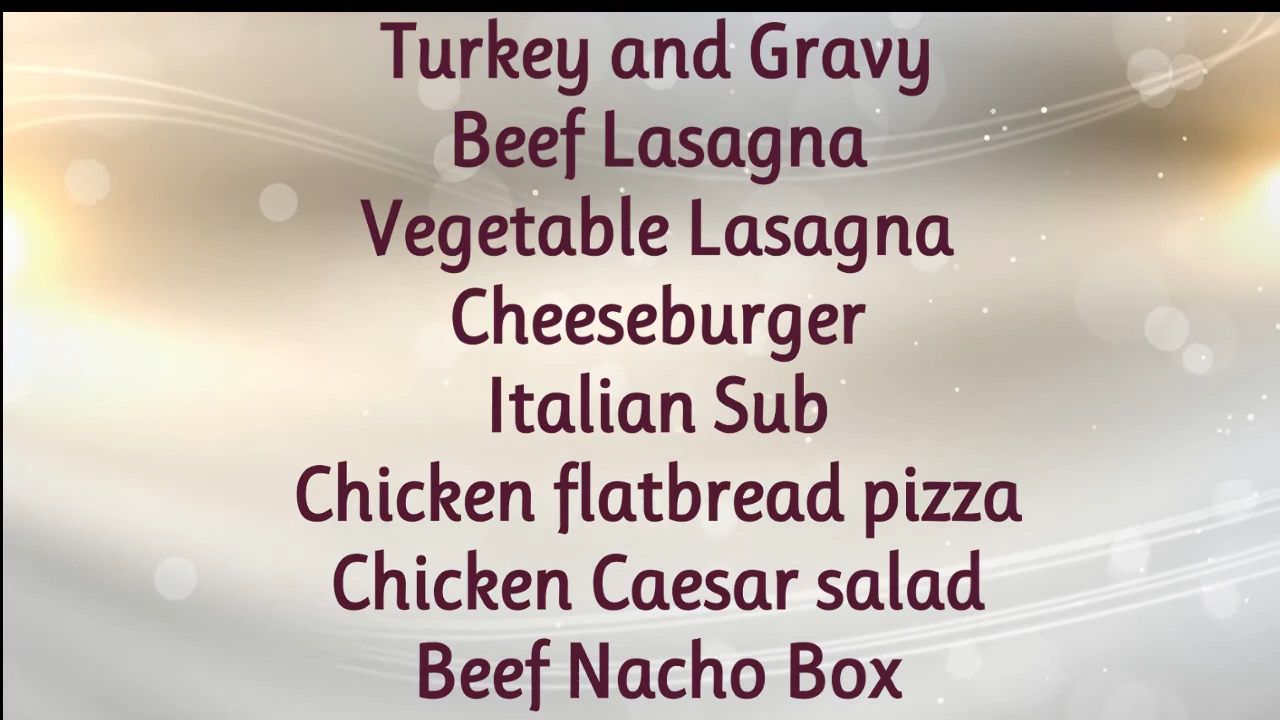 Turkey and Gravy
Beef Lasagna
Vegetable Lasagna
Cheeseburger
Italian Sub
Chicken flatbread pizza
Chicken Caesar salad
Beef Nacho Box